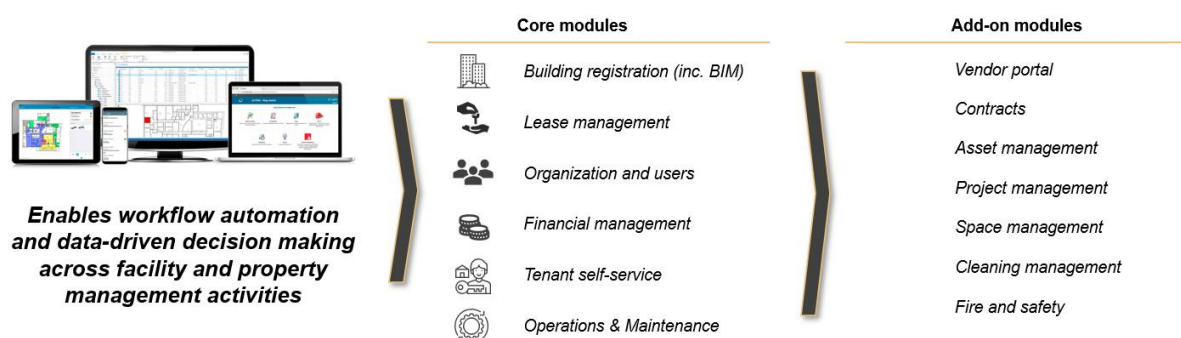 Core modules
Building registration (inc. BIM)
Lease management
Organization and users
Financial management
Tenant self-service
Operations & Maintenance
Add-on modules
Vendor portal
Contracts
Asset management
Project management
Space management
Cleaning management
Fire and safety
Enables workflow automation
and data-driven decision making
across facility and property
management activities